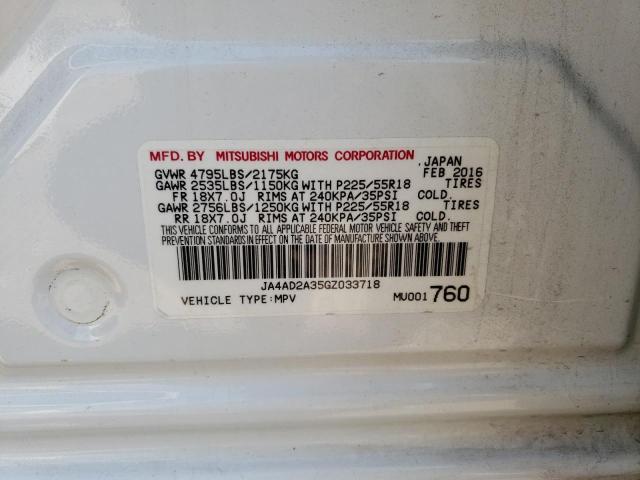 MFD. BY MITSUBISHI MOTORS CORPORATION , JAPAN
GVWR 4795LBS/2175KG FEB 2016
GAWR 2535LBS/1150KG WITH P225/55R18 TIRES
FR 18X7.0J RIMS AT 240KPA/35PSI COLD.
GAWR 2756LBS/1250KG WITH P225/55R18 TIRES
RR 18X7.0J RIMS AT 240KPA/35PSI COLD.
THIS VEHICLE CONFORMS TO ALL APPLICABLE FEDERAL MOTOR VEHICLE SAFETY AND THEFT
PREVENTION STANDARDS IN EFFECT ON THE DATE OF MANUFACTURE SHOWN ABOVE.
JA4AD2A35GZ033718
VEHICLE TYPE:MPV MU001 760